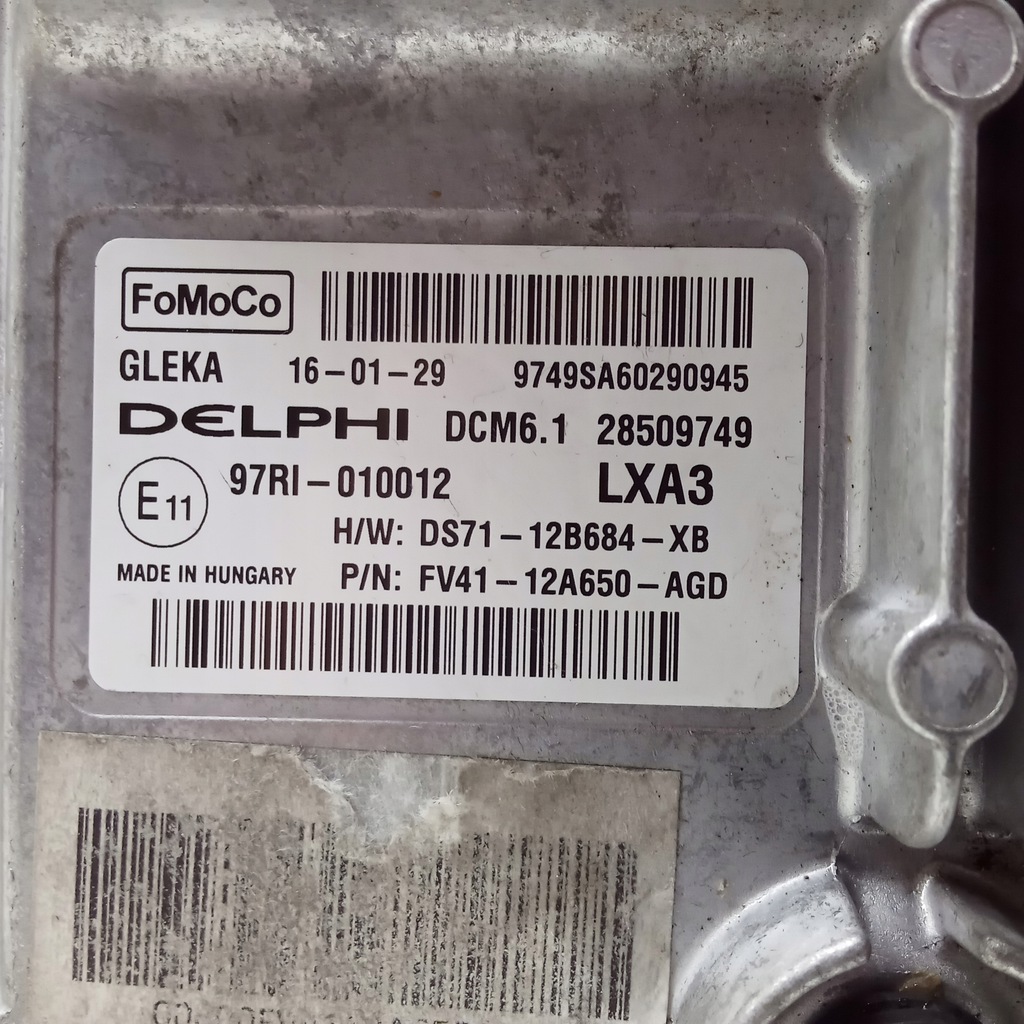 FoMoCo
GLEKA 16-01-29 9749SA60290945
DELPHI DCM6.1 28509749
E11 97RI-010012 LXA3
H/W: DS71-12B684-XB
MADE IN HUNGARY P/N: FV41-12A650-AGD